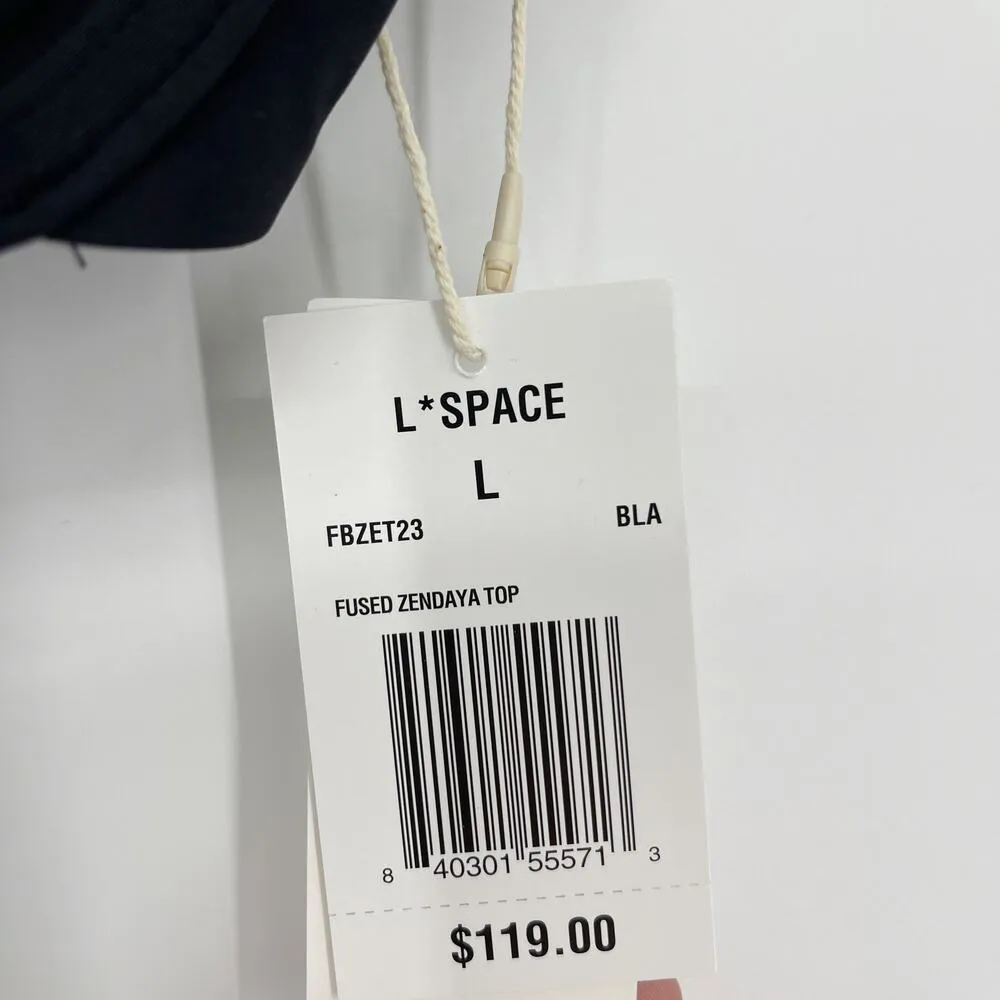 L*SPACE
L
FBZET23 BLA
FUSED ZENDAYA TOP
8 40301 55571 3
$119.00